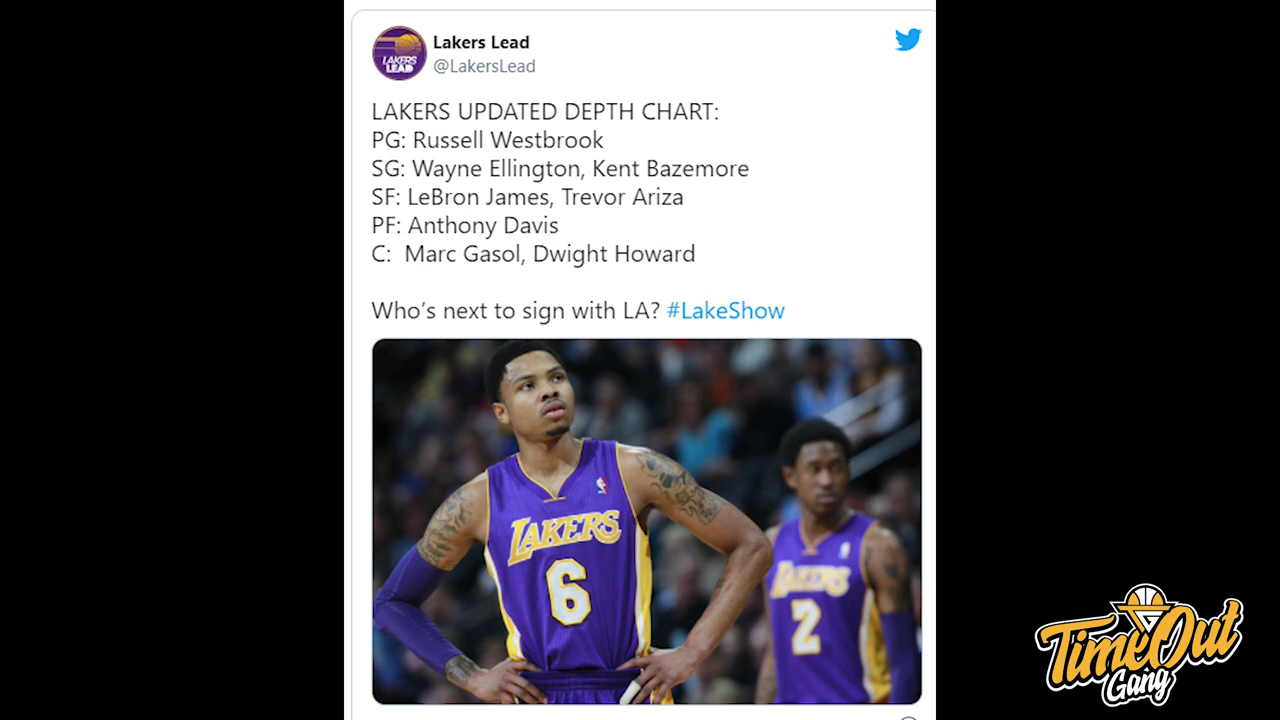 Lakers Lead
@LakersLead
LAKERS LEAD
LAKERS UPDATED DEPTH CHART:
PG: Russell Westbrook
SG: Wayne Ellington, Kent Bazemore
SF: LeBron James, Trevor Ariza
PF: Anthony Davis
C:  Marc Gasol, Dwight Howard
Who's next to sign with LA? #LakeShow
LAKERS
6
LAKERS
2
TimeOut
Gang